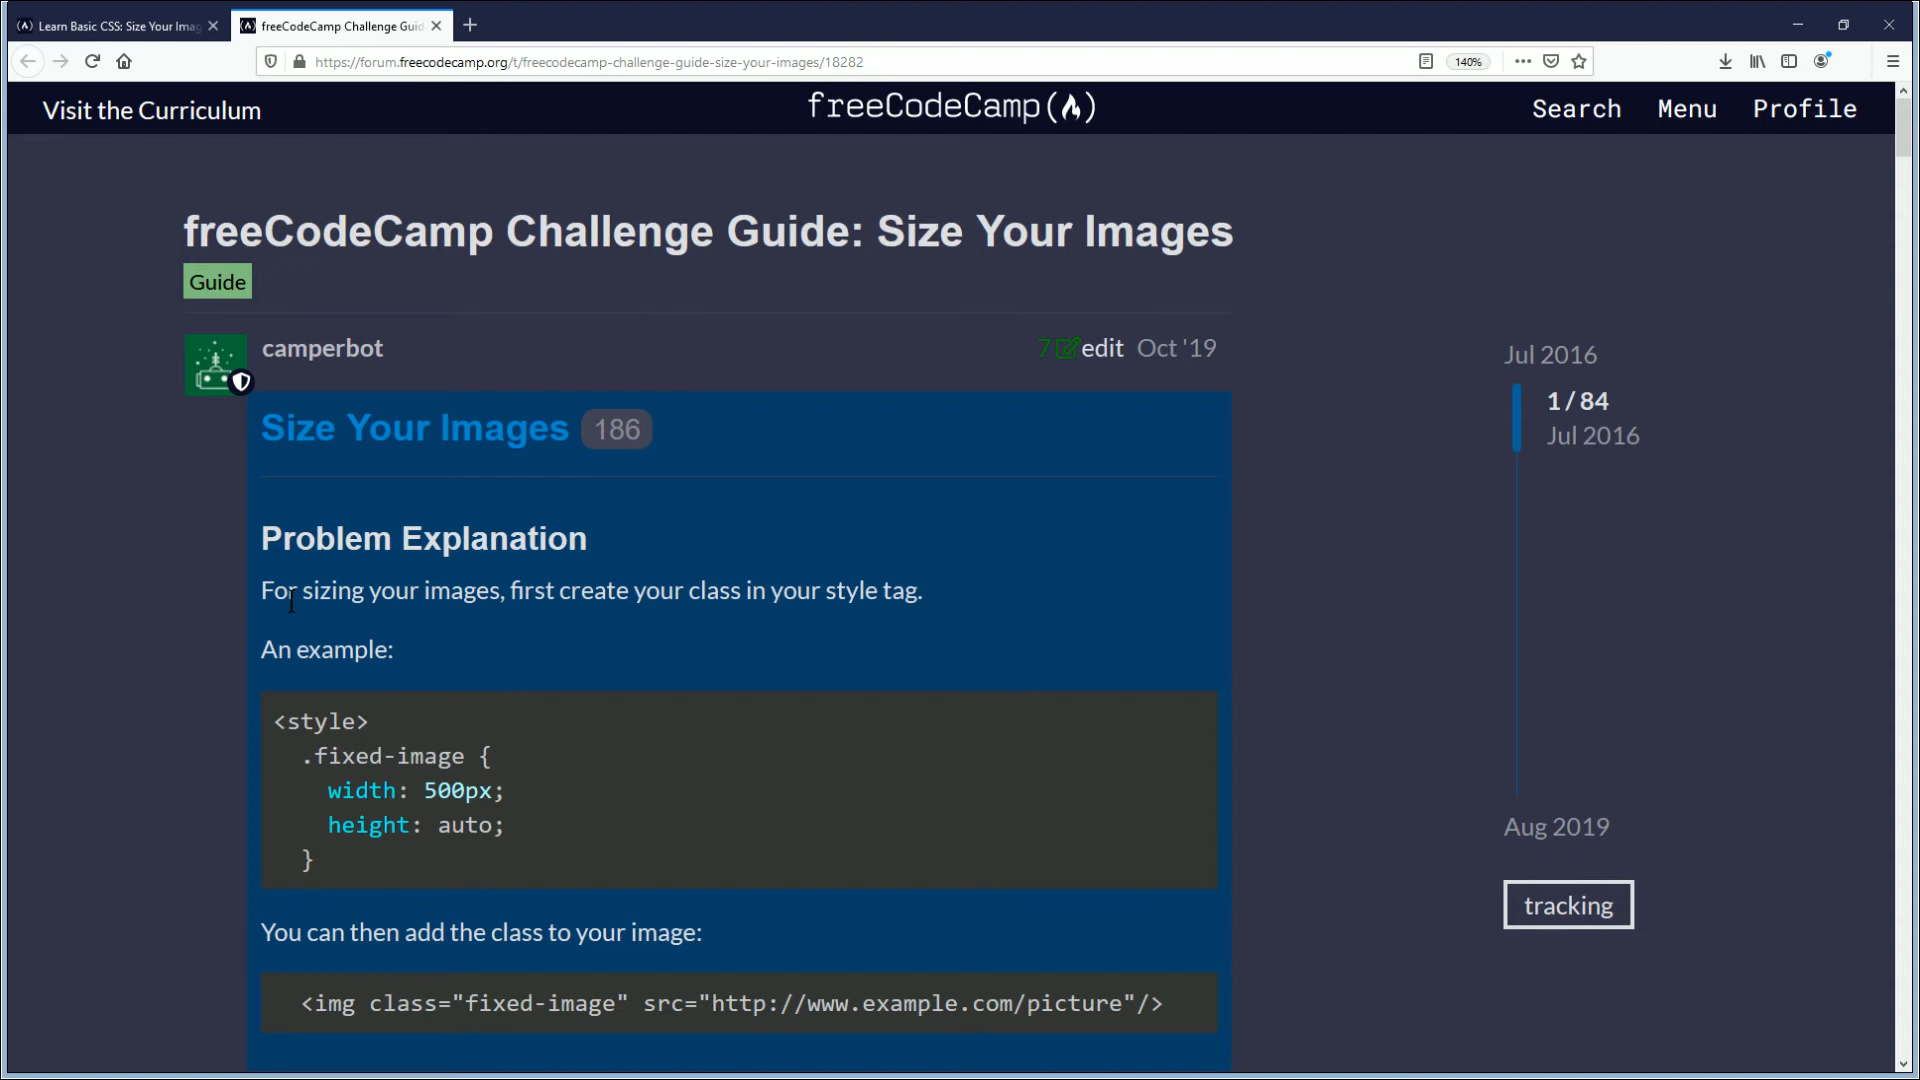 Learn Basic CSS: Size Your Imag
freeCodeCamp Challenge Guid
https://forum.freecodecamp.org/t/freecodecamp-challenge-guide-size-your-images/18282
140%
Visit the Curriculum
freeCodeCamp
Search
Menu
Profile
freeCodeCamp Challenge Guide: Size Your Images
Guide
camperbot
7 edit Oct '19
Size Your Images 186
Problem Explanation
For sizing your images, first create your class in your style tag.
An example:
<style>
.fixed-image {
width: 500px;
height: auto;
}
You can then add the class to your image:
<img class="fixed-image" src="http://www.example.com/picture"/>
Jul 2016
1 / 84
Jul 2016
Aug 2019
tracking